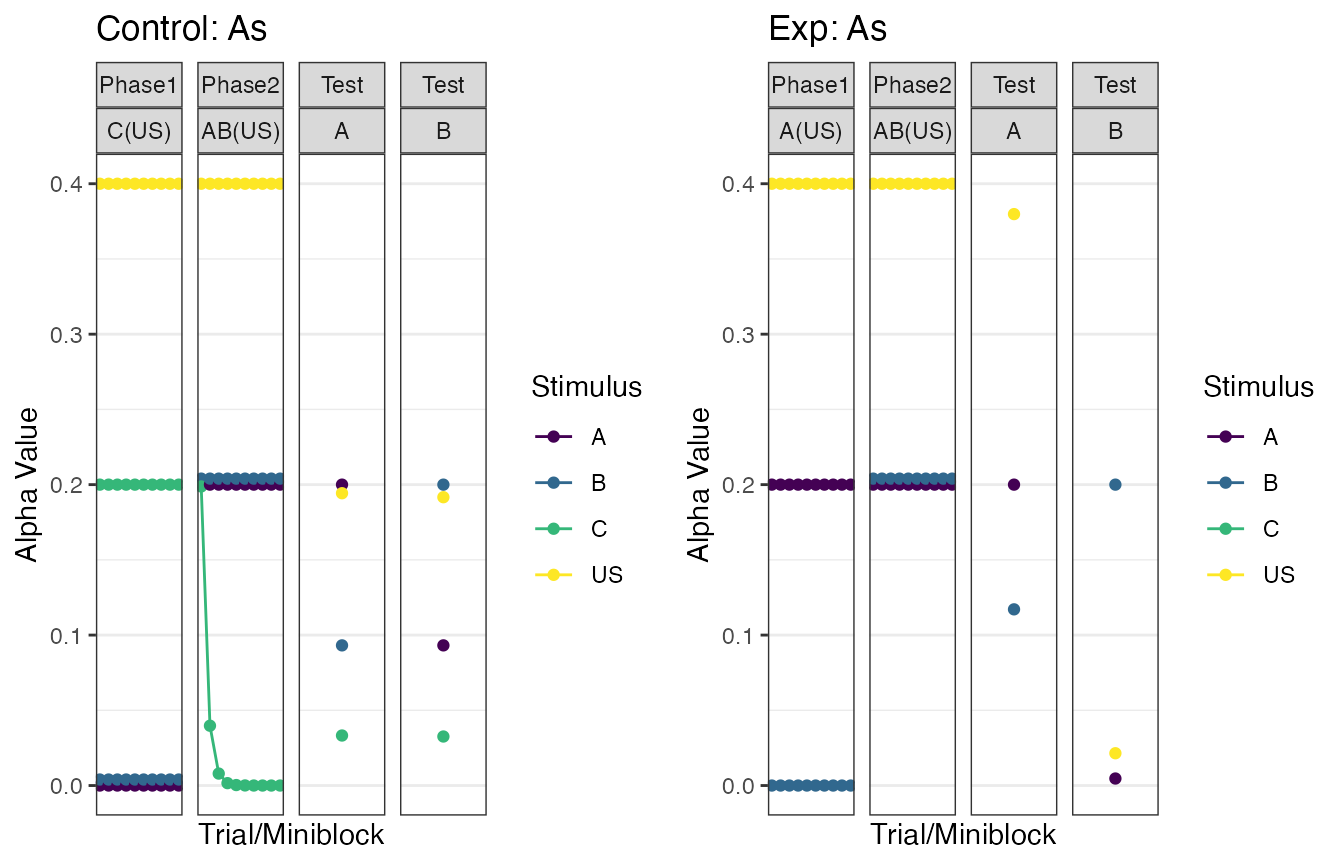 Control: As
Phase1 Phase2 Test Test
C(US) AB(US) A B
0.4
0.3
0.2
0.1
0.0
Alpha Value
Trial/Miniblock
Stimulus
A
B
C
US
Exp: As
Phase1 Phase2 Test Test
A(US) AB(US) A B
0.4
0.3
0.2
0.1
0.0
Alpha Value
Trial/Miniblock
Stimulus
A
B
C
US